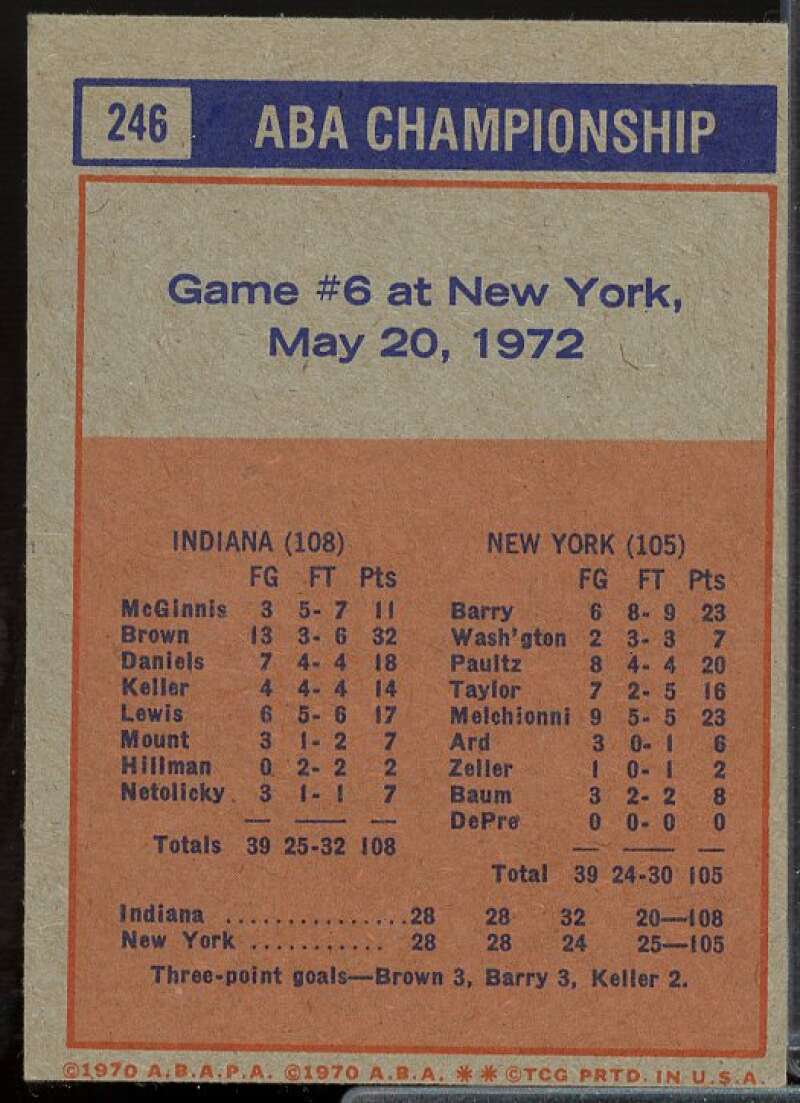 246 ABA CHAMPIONSHIP
Game #6 at New York,
May 20, 1972
INDIANA (108)
FG FT Pts
McGinnis 3 5- 7 11
Brown 13 3- 6 32
Daniels 7 4- 4 18
Keller 4 4- 4 14
Lewis 6 5- 6 17
Mount 3 1- 2 7
Hillman 0 2- 2 2
Netolicky 3 1- 1 7
Totals 39 25-32 108
NEW YORK (105)
FG FT Pts
Barry 6 8- 9 23
Wash'gton 2 3- 3 7
Paultz 8 4- 4 20
Taylor 7 2- 5 16
Melchionni 9 5- 5 23
Ard 3 0- 1 6
Zeller 1 0- 1 2
Baum 3 2- 2 8
DePre 0 0- 0 0
Total 39 24-30 105
Indiana ...............28 28 32 20—108
New York ........... 28 28 24 25—105
Three-point goals—Brown 3, Barry 3, Keller 2.
©1970 A.B.A.P.A. ©1970 A.B.A. ** ©TCG PRTD. IN U.S.A.